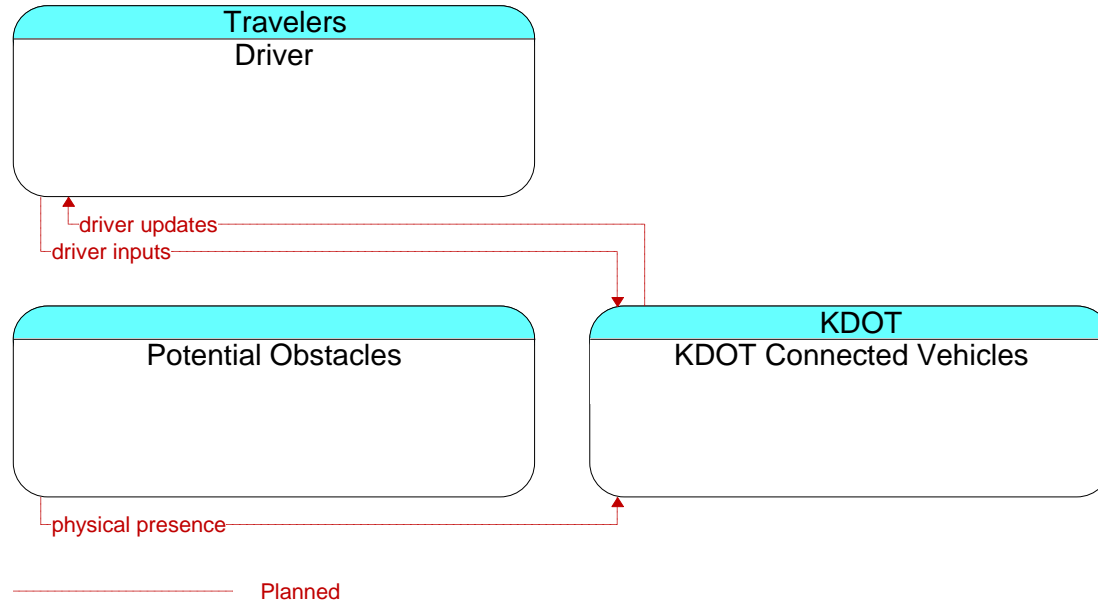 Travelers
Driver
driver updates
driver inputs
Potential Obstacles
KDOT
KDOT Connected Vehicles
physical presence
Planned